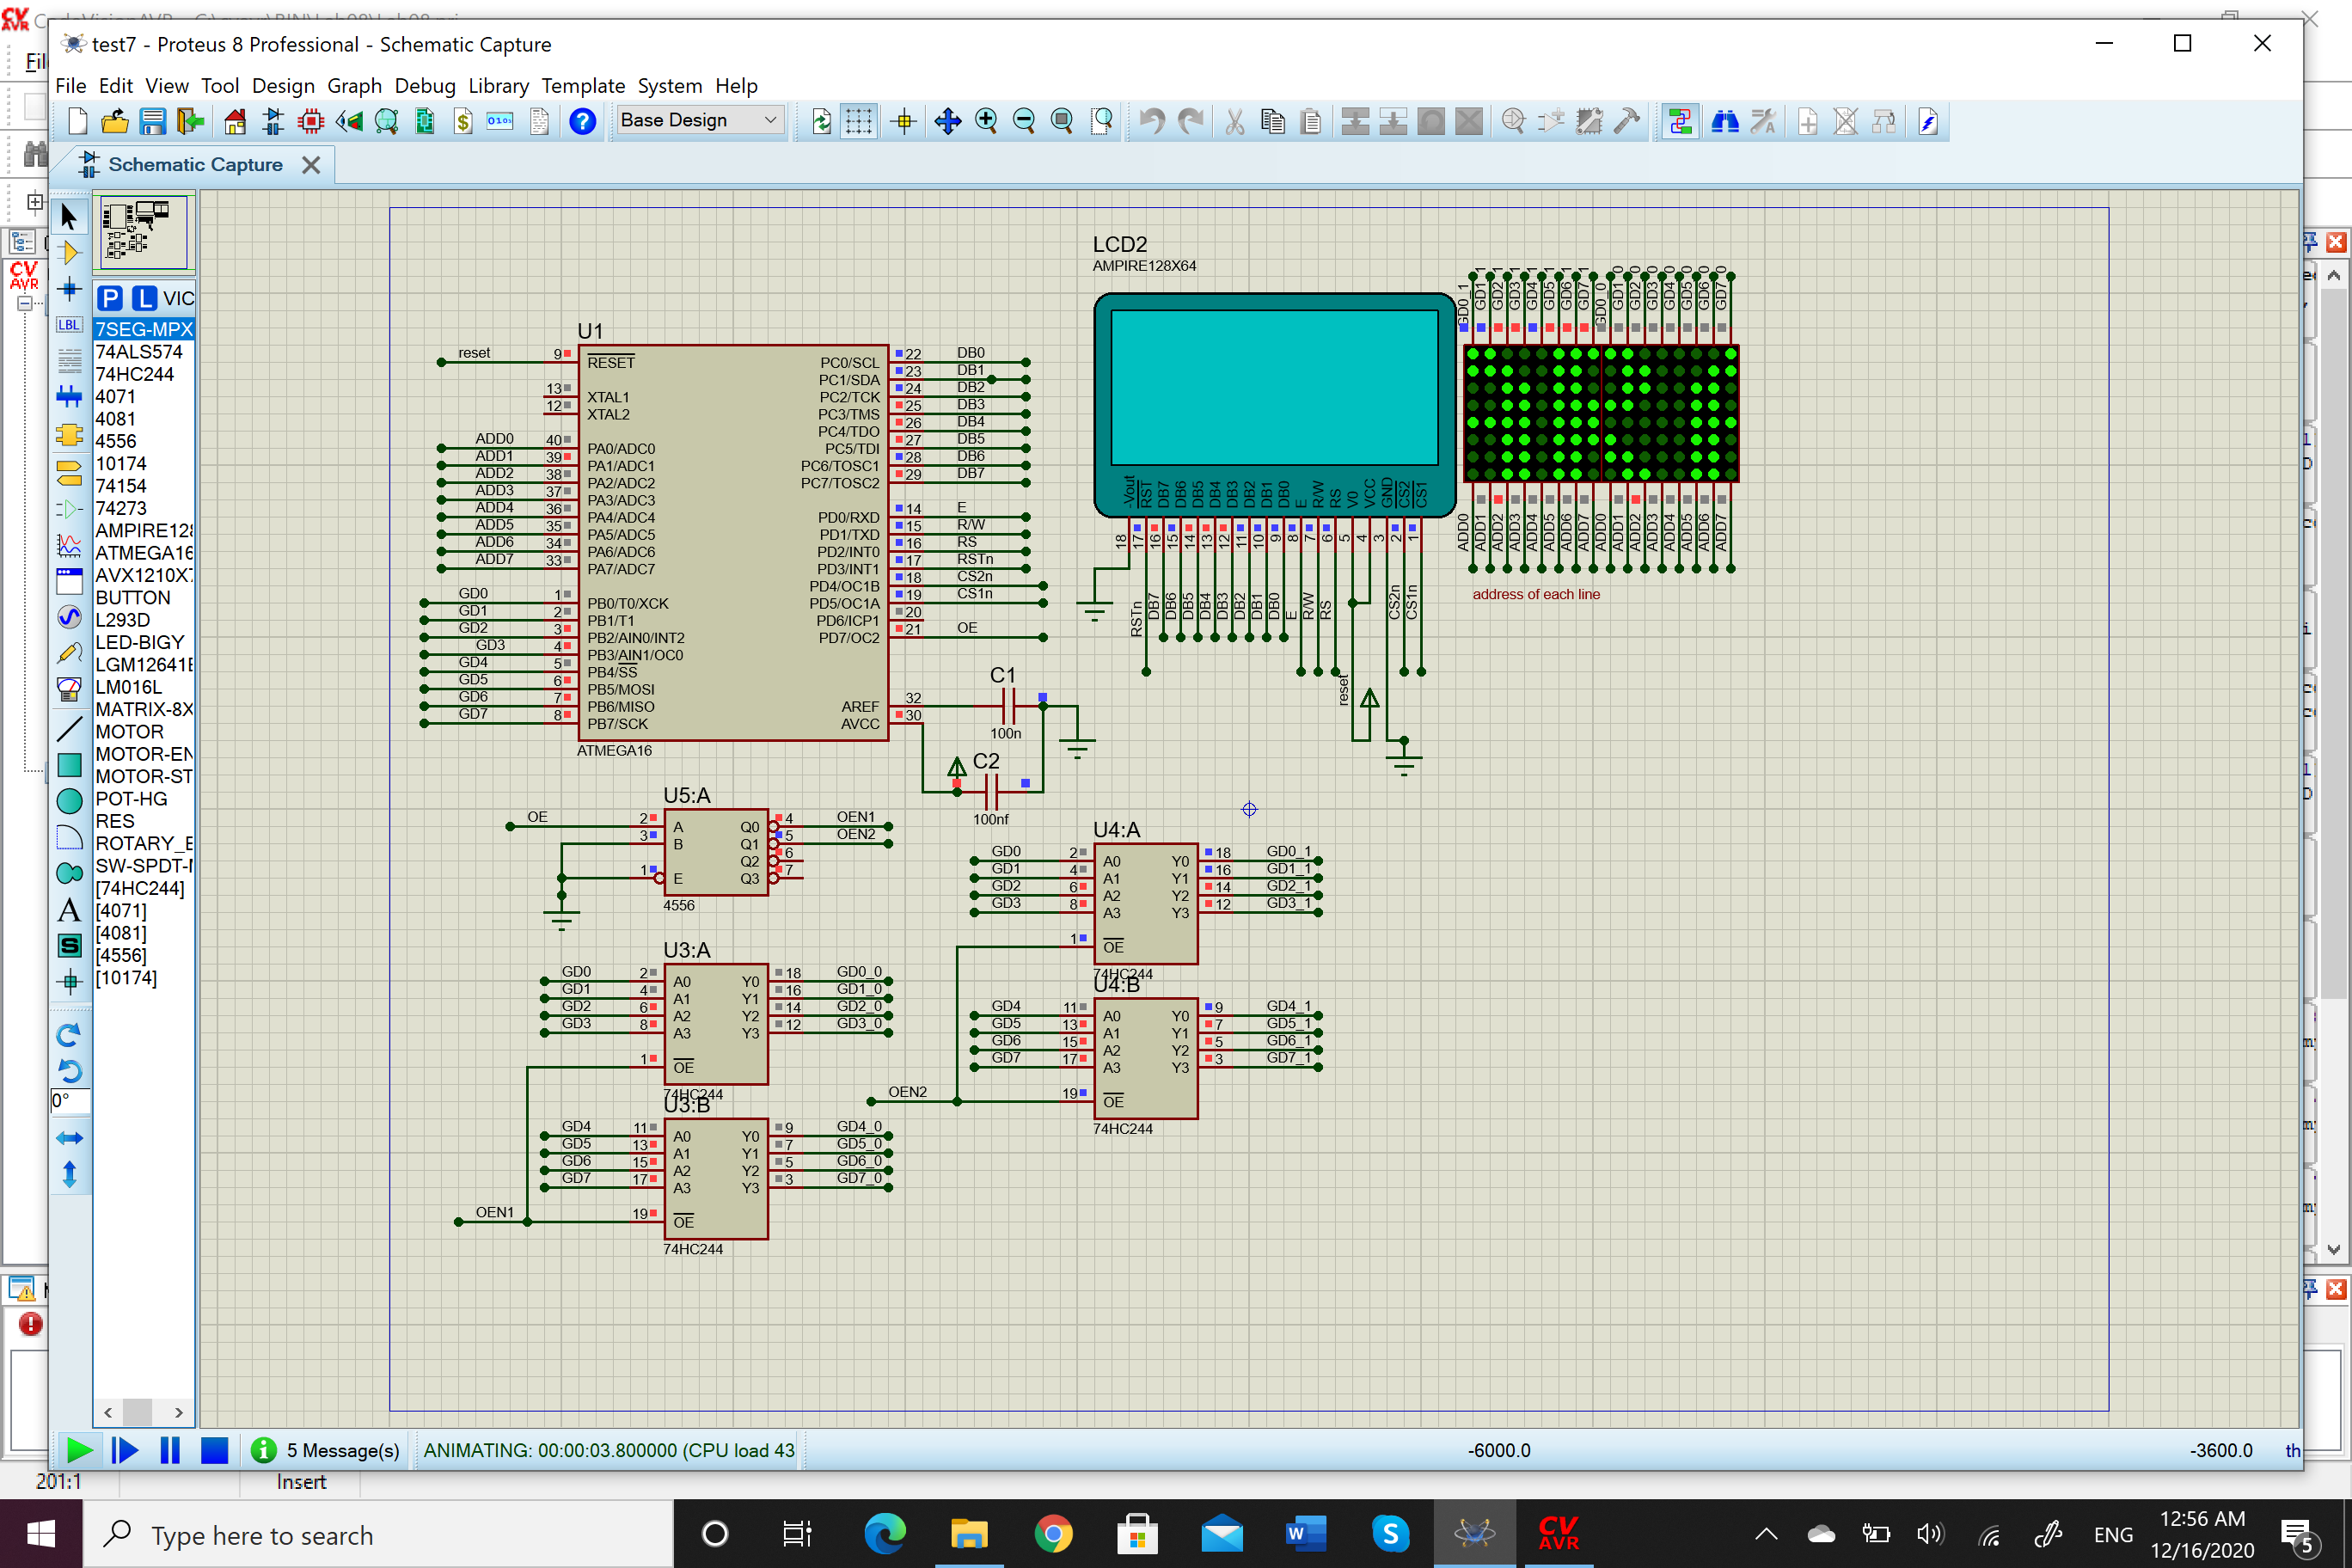 test7 - Proteus 8 Professional - Schematic Capture
File Edit View Tool Design Graph Debug Library Template System Help
Base Design
Schematic Capture
P L VIC
7SEG-MPX
74ALS574
74HC244
4071
4081
4556
10174
74154
74273
AMPIRE128
ATMEGA16
AVX1210X
BUTTON
L293D
LED-BIGY
LGM12641
LM016L
MATRIX-8X
MOTOR
MOTOR-EN
MOTOR-ST
POT-HG
RES
ROTARY_E
SW-SPDT-
[74HC244]
[4071]
[4081]
[4556]
[10174]
LBL
0°
U1
reset 9 RESET
13 XTAL1
12 XTAL2
ADD0 40 PA0/ADC0
ADD1 39 PA1/ADC1
ADD2 38 PA2/ADC2
ADD3 37 PA3/ADC3
ADD4 36 PA4/ADC4
ADD5 35 PA5/ADC5
ADD6 34 PA6/ADC6
ADD7 33 PA7/ADC7
GD0 1 PB0/T0/XCK
GD1 2 PB1/T1
GD2 3 PB2/AIN0/INT2
GD3 4 PB3/AIN1/OC0
GD4 5 PB4/SS
GD5 6 PB5/MOSI
GD6 7 PB6/MISO
GD7 8 PB7/SCK
PC0/SCL 22 DB0
PC1/SDA 23 DB1
PC2/TCK 24 DB2
PC3/TMS 25 DB3
PC4/TDO 26 DB4
PC5/TDI 27 DB5
PC6/TOSC1 28 DB6
PC7/TOSC2 29 DB7
PD0/RXD 14 E
PD1/TXD 15 R/W
PD2/INT0 16 RS
PD3/INT1 17 RSTn
PD4/OC1B 18 CS2n
PD5/OC1A 19 CS1n
PD6/ICP1 20
PD7/OC2 21 OE
AREF 32
AVCC 30
ATMEGA16
C1
100n
C2
100nf
LCD2
AMPIRE128X64
-Vout RST DB7 DB6 DB5 DB4 DB3 DB2 DB1 DB0 E R/W RS V0 VCC GND CS2 CS1
18 17 16 15 14 13 12 11 10 9 8 7 6 5 4 3 2 1
RSTn DB7 DB6 DB5 DB4 DB3 DB2 DB1 DB0 E R/W RS CS2n CS1n
reset
GD0_1 GD1_1 GD2_1 GD3_1 GD4_1 GD5_1 GD6_1 GD7_1 GD0_0 GD1_0 GD2_0 GD3_0 GD4_0 GD5_0 GD6_0 GD7_0
ADD0 ADD1 ADD2 ADD3 ADD4 ADD5 ADD6 ADD7 ADD0 ADD1 ADD2 ADD3 ADD4 ADD5 ADD6 ADD7
address of each line
U5:A
OE 2 A Q0 4 OEN1
3 B Q1 5 OEN2
Q2 6
1 E Q3 7
4556
U3:A
GD0 2 A0 Y0 18 GD0_0
GD1 4 A1 Y1 16 GD1_0
GD2 6 A2 Y2 14 GD2_0
GD3 8 A3 Y3 12 GD3_0
1 OE
74HC244
U3:B
GD4 11 A0 Y0 9 GD4_0
GD5 13 A1 Y1 7 GD5_0
GD6 15 A2 Y2 5 GD6_0
GD7 17 A3 Y3 3 GD7_0
OEN1 19 OE
74HC244
U4:A
GD0 2 A0 Y0 18 GD0_1
GD1 4 A1 Y1 16 GD1_1
GD2 6 A2 Y2 14 GD2_1
GD3 8 A3 Y3 12 GD3_1
1 OE
74HC244
U4:B
GD4 11 A0 Y0 9 GD4_1
GD5 13 A1 Y1 7 GD5_1
GD6 15 A2 Y2 5 GD6_1
GD7 17 A3 Y3 3 GD7_1
OEN2 19 OE
74HC244
5 Message(s) ANIMATING: 00:00:03.800000 (CPU load 43 -6000.0 -3600.0 th
201:1 Insert
Type here to search
CV AVR
ENG
12:56 AM
12/16/2020
5